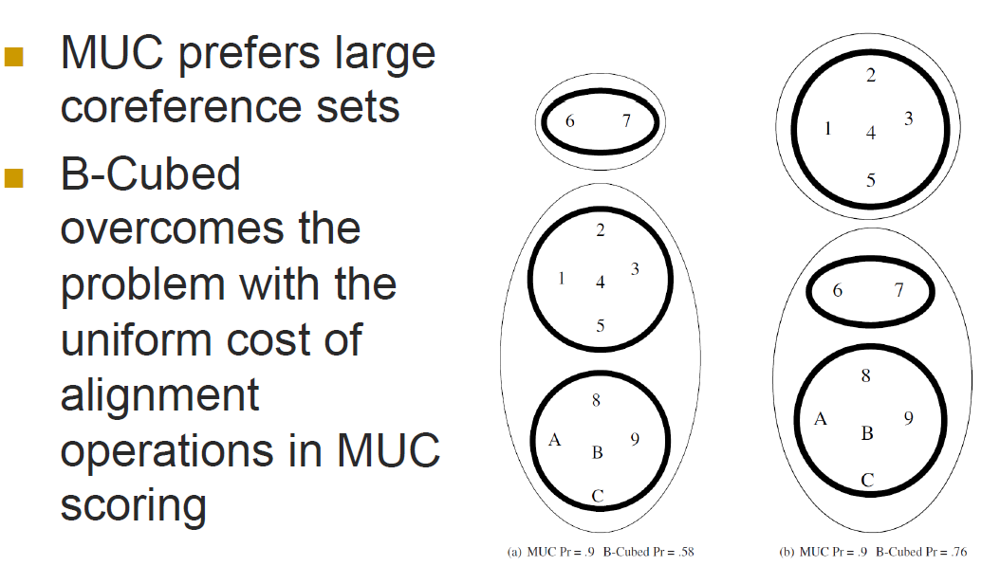 MUC prefers large
coreference sets
B-Cubed
overcomes the
problem with the
uniform cost of
alignment
operations in MUC
scoring
6 7
2
1 4 3
5
8
A B 9
C
(a) MUC Pr = .9 B-Cubed Pr = .58
2
1 4 3
5
6 7
8
A B 9
C
(b) MUC Pr = .9 B-Cubed Pr = .76